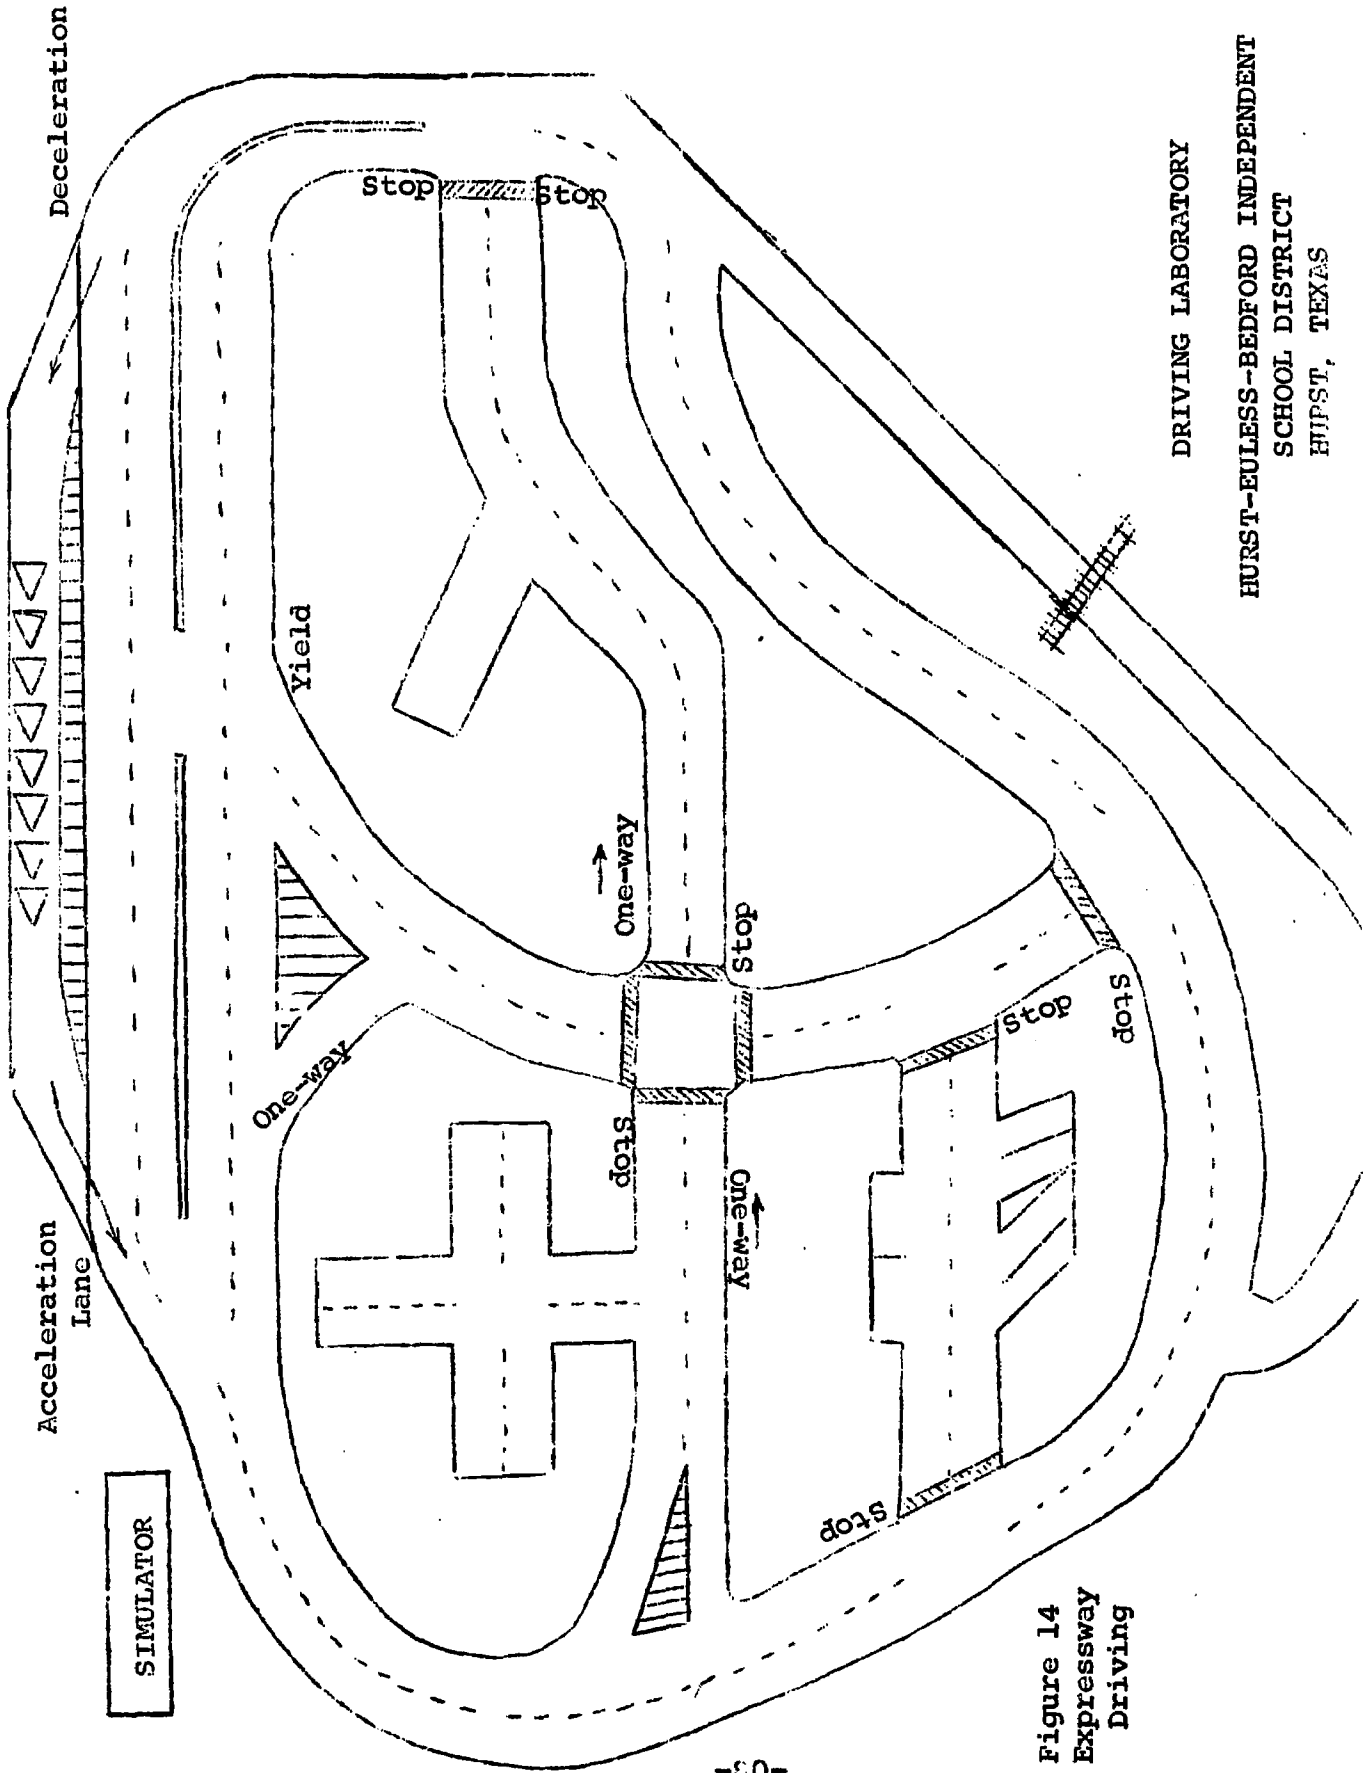 Acceleration
Lane
Deceleration
SIMULATOR
One-way
Yield
Stop
Stop
Stop
One-way
Stop
One-way
Stop
Stop
Stop
Figure 14
Expressway
Driving
DRIVING LABORATORY
HURST-EULESS-BEDFORD INDEPENDENT
SCHOOL DISTRICT
HURST, TEXAS